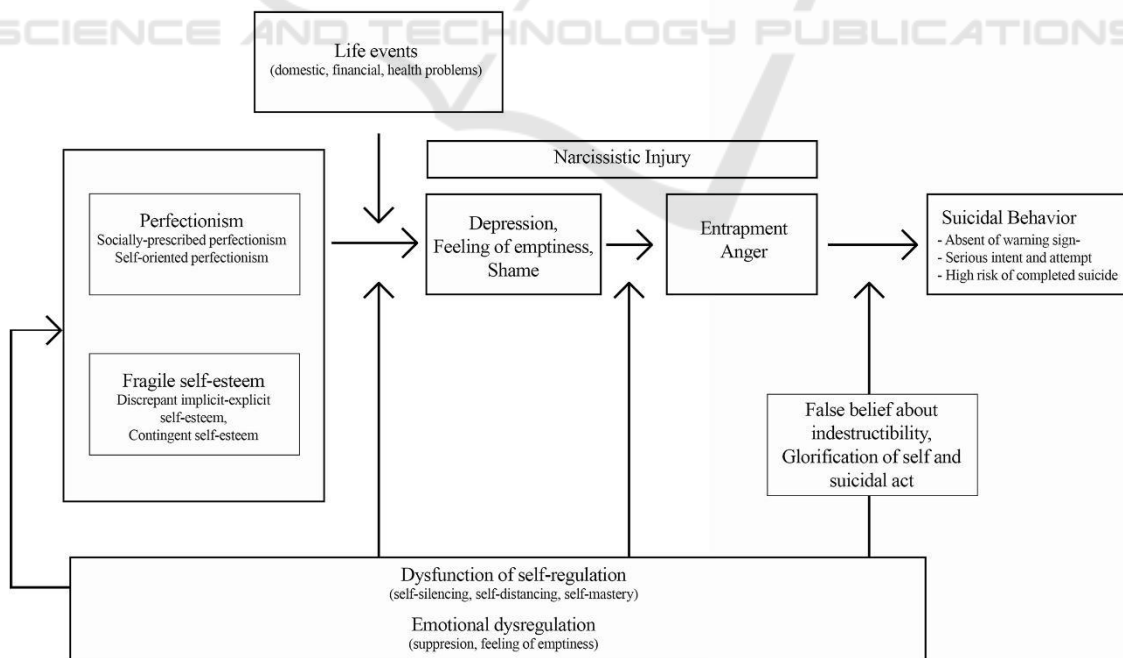 SCIENCE AND TECHNOLOGY PUBLICATIONS
Life events
(domestic, financial, health problems)
Narcissistic Injury
Perfectionism
Socially-prescribed perfectionism
Self-oriented perfectionism
Depression,
Feeling of emptiness,
Shame
Entrapment
Anger
Suicidal Behavior
- Absent of warning sign-
- Serious intent and attempt
- High risk of completed suicide
Fragile self-esteem
Discrepant implicit-explicit
self-esteem,
Contingent self-esteem
False belief about
indestructibility,
Glorification of self and
suicidal act
Dysfunction of self-regulation
(self-silencing, self-distancing, self-mastery)
Emotional dysregulation
(suppresion, feeling of emptiness)